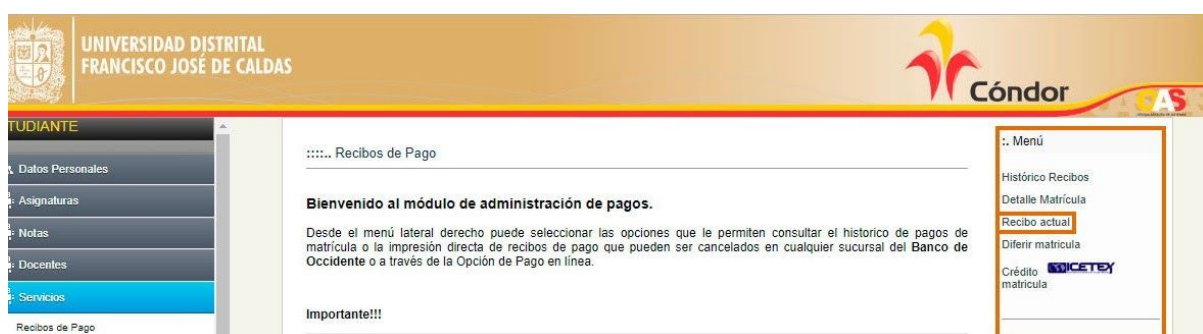 UNIVERSIDAD DISTRITAL
FRANCISCO JOSÉ DE CALDAS
Cóndor
CAS
TUDIANTE
Datos Personales
Asignaturas
Notas
Docentes
Servicios
Recibos de Pago
::::.. Recibos de Pago
Bienvenido al módulo de administración de pagos.
Desde el menú lateral derecho puede seleccionar las opciones que le permiten consultar el historico de pagos de
matrícula o la impresión directa de recibos de pago que pueden ser cancelados en cualquier sucursal del Banco de
Occidente o a través de la Opción de Pago en línea.
Importante!!!
:. Menú
Histórico Recibos
Detalle Matrícula
Recibo actual
Diferir matricula
Crédito ICETEX
matricula